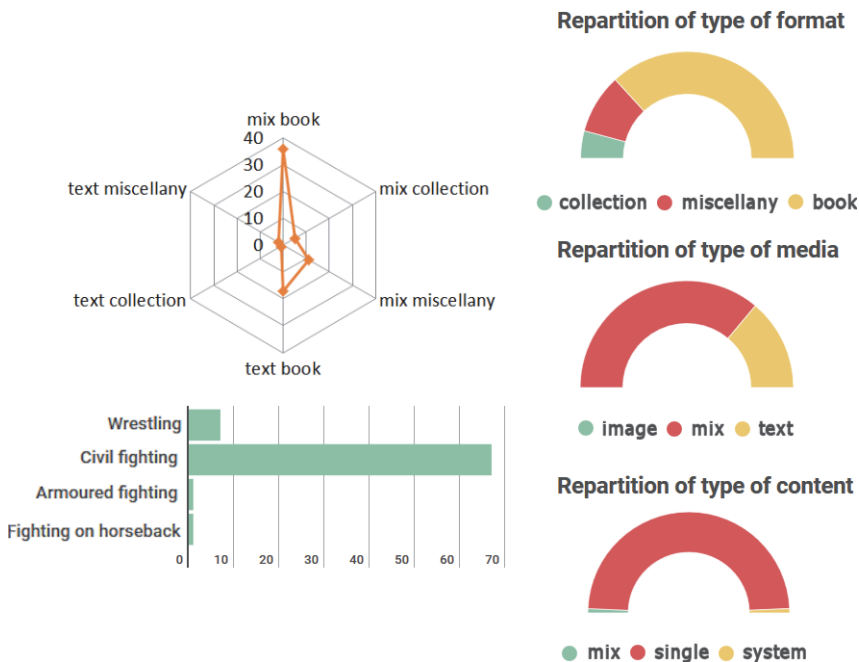 Repartition of type of format
collection miscellany book
mix book
40
30
20
10
0
text miscellany
mix collection
text collection
mix miscellany
text book
Repartition of type of media
image mix text
Wrestling
Civil fighting
Armoured fighting
Fighting on horseback
0 10 20 30 40 50 60 70
Repartition of type of content
mix single system